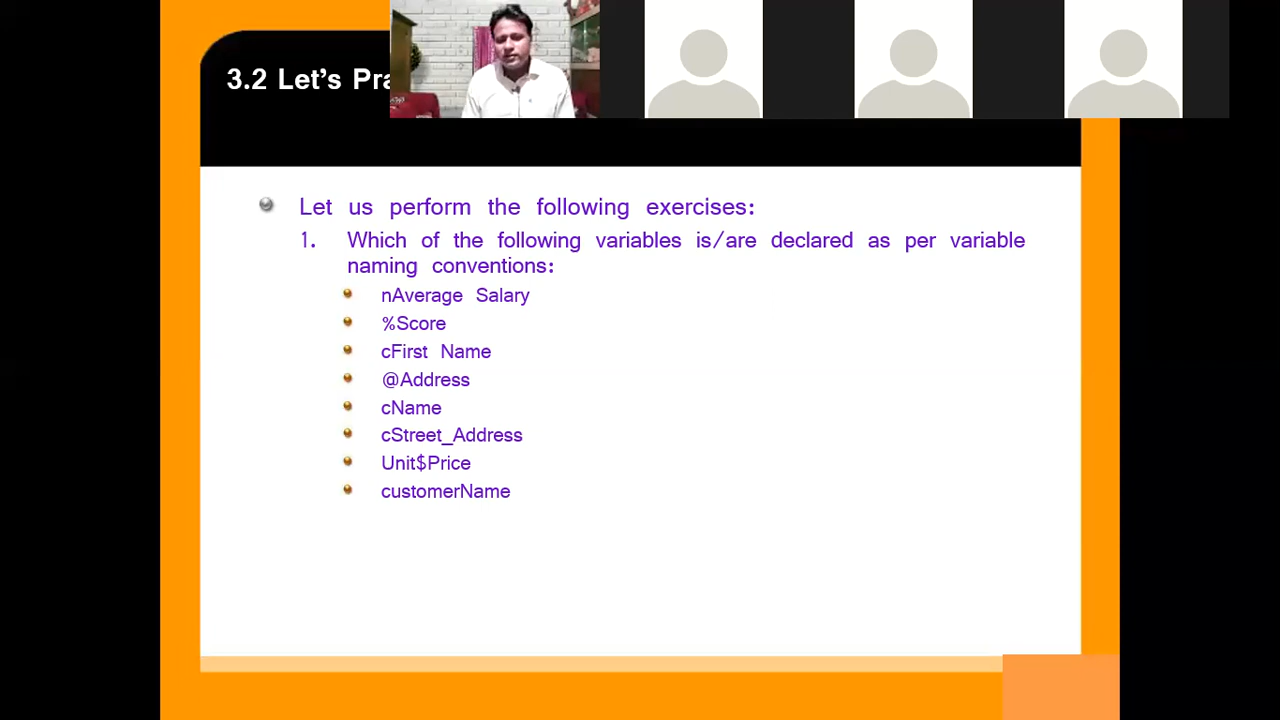 3.2 Let's Pra
Let us perform the following exercises:
1. Which of the following variables is/are declared as per variable
naming conventions:
nAverage Salary
%Score
cFirst Name
@Address
cName
cStreet_Address
Unit$Price
customerName